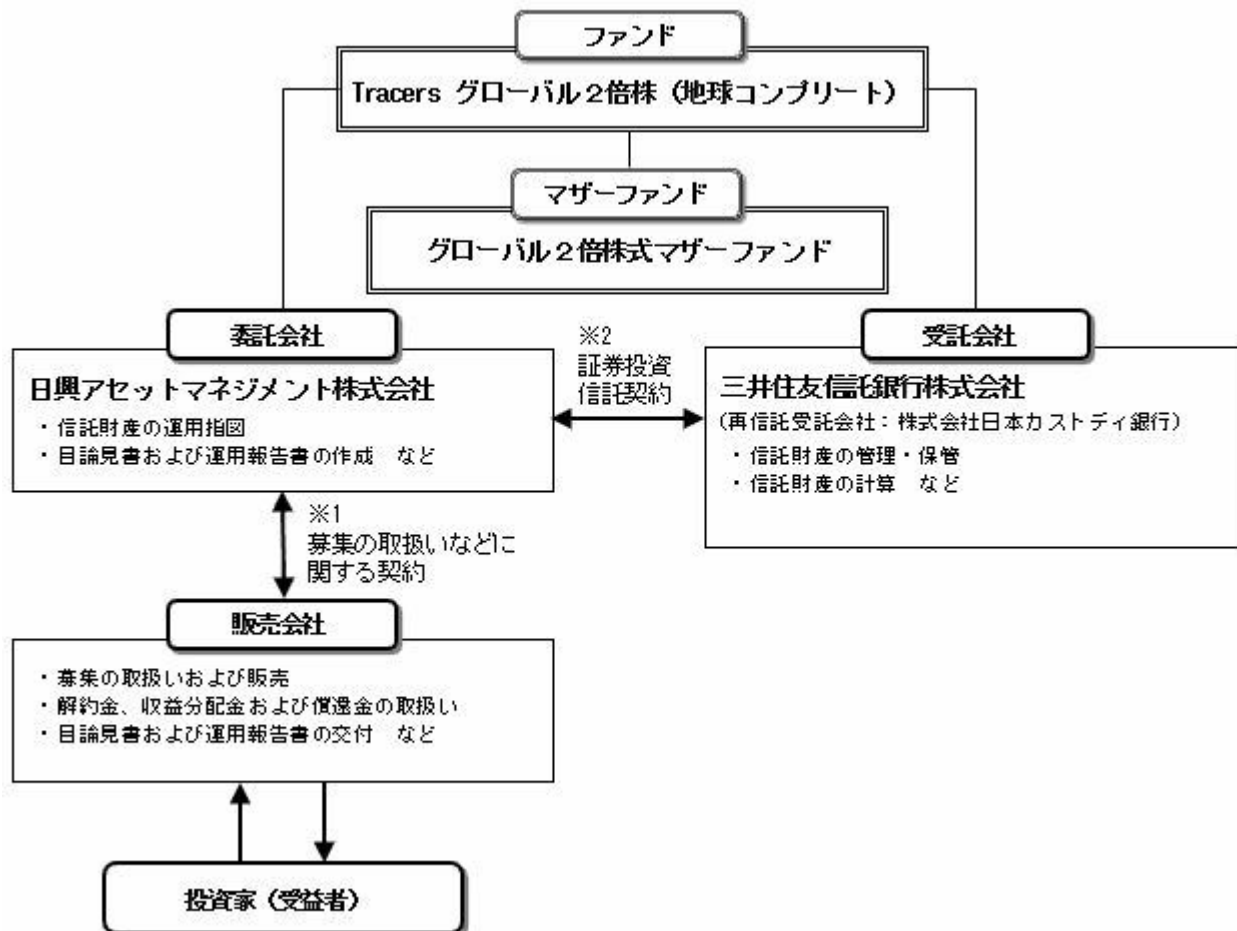 ファンド
Tracers グローバル2倍株(地球コンプリート)
マザーファンド
グローバル2倍株式マザーファンド
委託会社
日興アセットマネジメント株式会社
・信託財産の運用指図
・目論見書および運用報告書の作成 など
※2
証券投資
信託契約
受託会社
三井住友信託銀行株式会社
(再信託受託会社:株式会社日本カストディ銀行)
・信託財産の管理・保管
・信託財産の計算 など
※1
募集の取扱いなどに
関する契約
販売会社
・募集の取扱いおよび販売
・解約金、収益分配金および償還金の取扱い
・目論見書および運用報告書の交付 など
投資家(受益者)